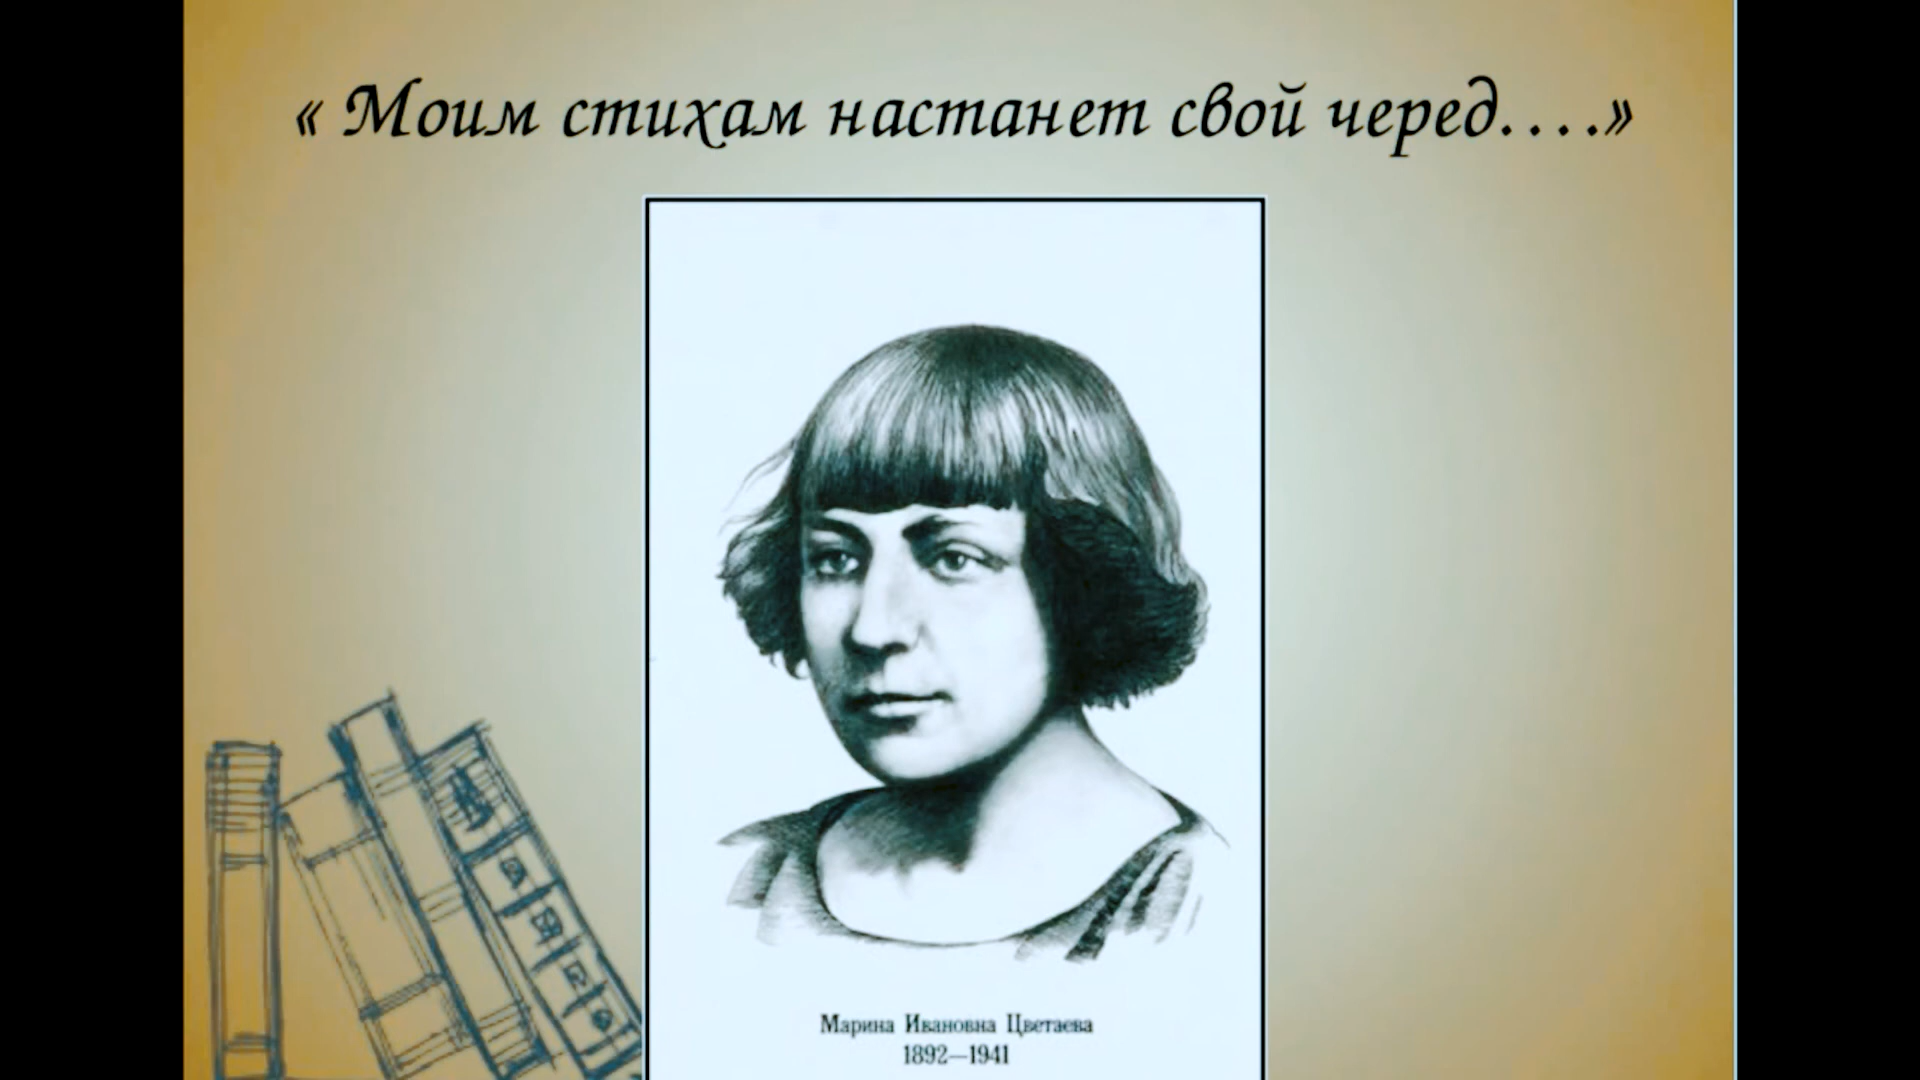 « Моим стихам настанет свой черед....»
Марина Ивановна Цветаева
1892—1941